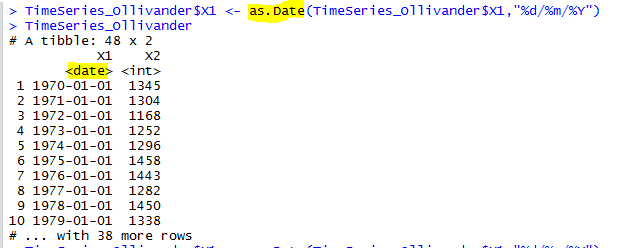 > TimeSeries_Ollivander$X1 <- as.Date(TimeSeries_Ollivander$X1,"%d/%m/%Y")
> TimeSeries_Ollivander
# A tibble: 48 x 2
X1 X2
<date> <int>
1 1970-01-01 1345
2 1971-01-01 1304
3 1972-01-01 1168
4 1973-01-01 1252
5 1974-01-01 1296
6 1975-01-01 1458
7 1976-01-01 1443
8 1977-01-01 1282
9 1978-01-01 1450
10 1979-01-01 1338
# ... with 38 more rows